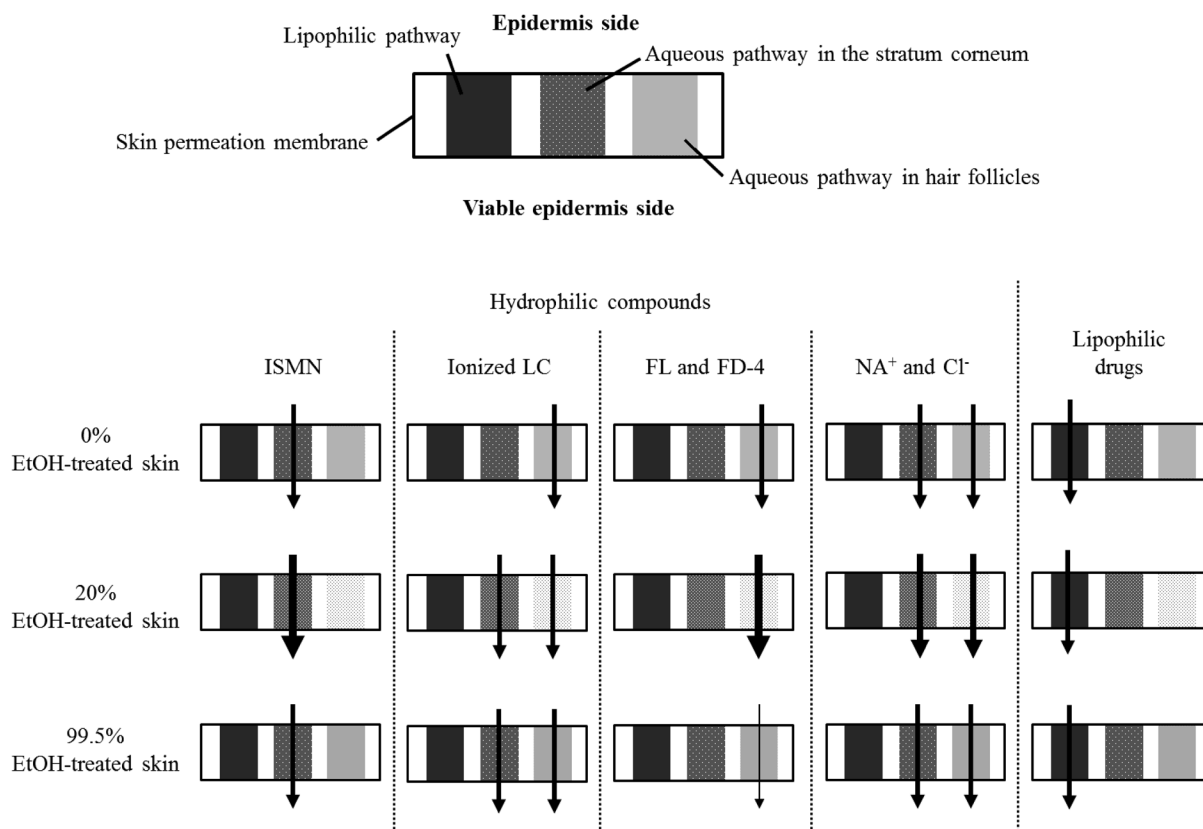 Epidermis side
Lipophilic pathway
Aqueous pathway in the stratum corneum
Skin permeation membrane
Aqueous pathway in hair follicles
Viable epidermis side
Hydrophilic compounds
Lipophilic
drugs
ISMN
Ionized LC
FL and FD-4
NA⁺ and Cl⁻
0%
EtOH-treated skin
20%
EtOH-treated skin
99.5%
EtOH-treated skin